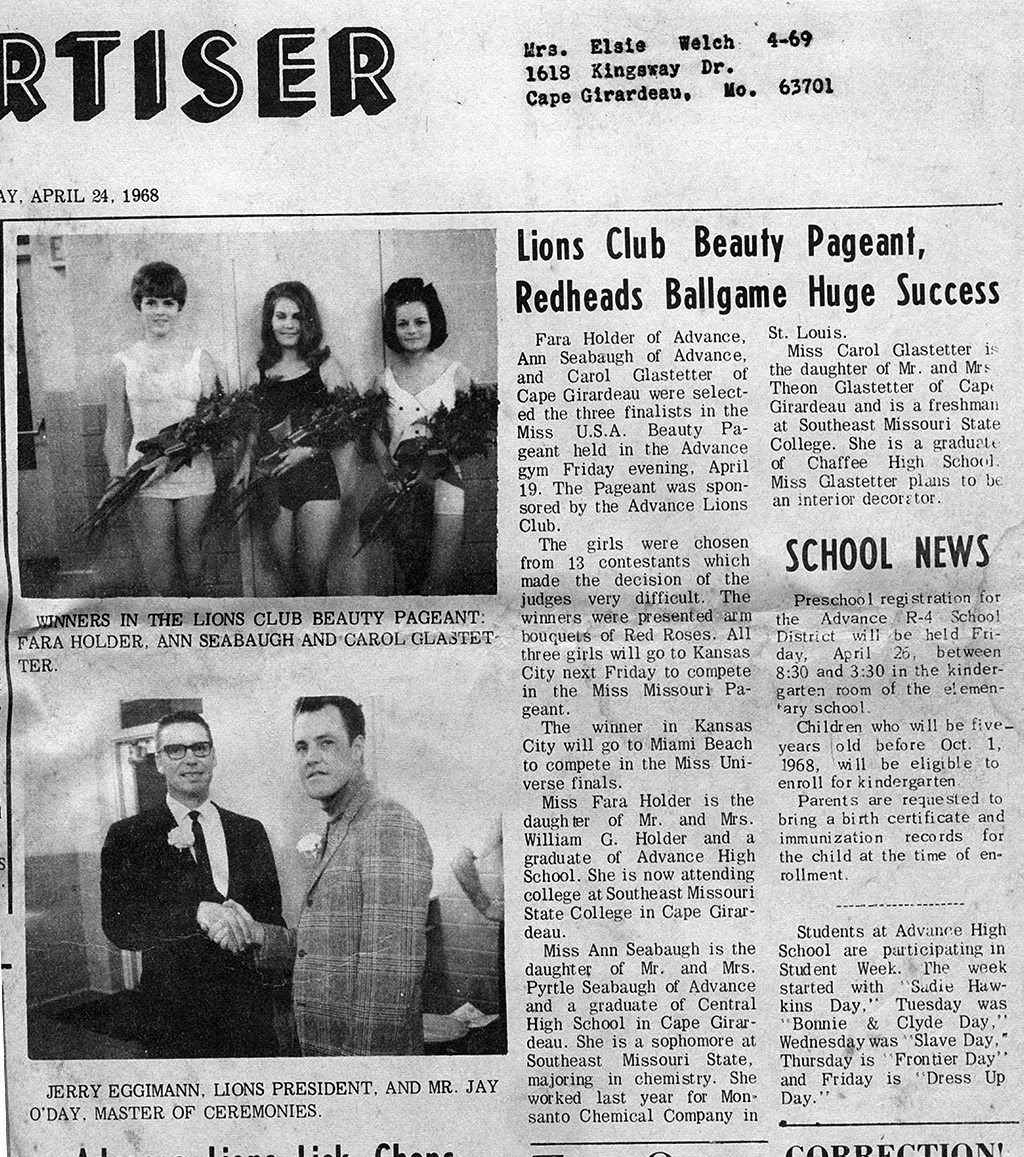 RTISER
Mrs. Elsie Welch 4-69
1618 Kingsway Dr.
Cape Girardeau, Mo. 63701
AY, APRIL 24, 1968
WINNERS IN THE LIONS CLUB BEAUTY PAGEANT:
FARA HOLDER, ANN SEABAUGH AND CAROL GLASTET-
TER.
JERRY EGGIMANN, LIONS PRESIDENT, AND MR. JAY
O'DAY, MASTER OF CEREMONIES.
Lions Club Beauty Pageant,
Redheads Ballgame Huge Success
Fara Holder of Advance,
Ann Seabaugh of Advance,
and Carol Glastetter of
Cape Girardeau were select-
ed the three finalists in the
Miss U.S.A. Beauty Pa-
geant held in the Advance
gym Friday evening, April
19. The Pageant was spon-
sored by the Advance Lions
Club.
The girls were chosen
from 13 contestants which
made the decision of the
judges very difficult. The
winners were presented arm
bouquets of Red Roses. All
three girls will go to Kansas
City next Friday to compete
in the Miss Missouri Pa-
geant.
The winner in Kansas
City will go to Miami Beach
to compete in the Miss Uni-
verse finals.
Miss Fara Holder is the
daughter of Mr. and Mrs.
William G. Holder and a
graduate of Advance High
School. She is now attending
college at Southeast Missouri
State College in Cape Girar-
deau.
Miss Ann Seabaugh is the
daughter of Mr. and Mrs.
Pyrtle Seabaugh of Advance
and a graduate of Central
High School in Cape Girar-
deau. She is a sophomore at
Southeast Missouri State,
majoring in chemistry. She
worked last year for Mon-
santo Chemical Company in
St. Louis.
Miss Carol Glastetter is
the daughter of Mr. and Mrs
Theon Glastetter of Cape
Girardeau and is a freshman
at Southeast Missouri State
College. She is a graduate
of Chaffee High School.
Miss Glastetter plans to be
an interior decorator.
SCHOOL NEWS
Preschool registration for
the Advance R-4 School
District will be held Fri-
day, April 26, between
8:30 and 3:30 in the kinder-
garten room of the elemen-
tary school.
Children who will be five-
years old before Oct. 1,
1968, will be eligible to
enroll for kindergarten.
Parents are requested to
bring a birth certificate and
immunization records for
the child at the time of en-
rollment.
Students at Advance High
School are participating in
Student Week. The week
started with "Sadie Haw-
kins Day," Tuesday was
"Bonnie & Clyde Day,"
Wednesday was "Slave Day,"
Thursday is "Frontier Day"
and Friday is "Dress Up
Day."
CORRECTION!